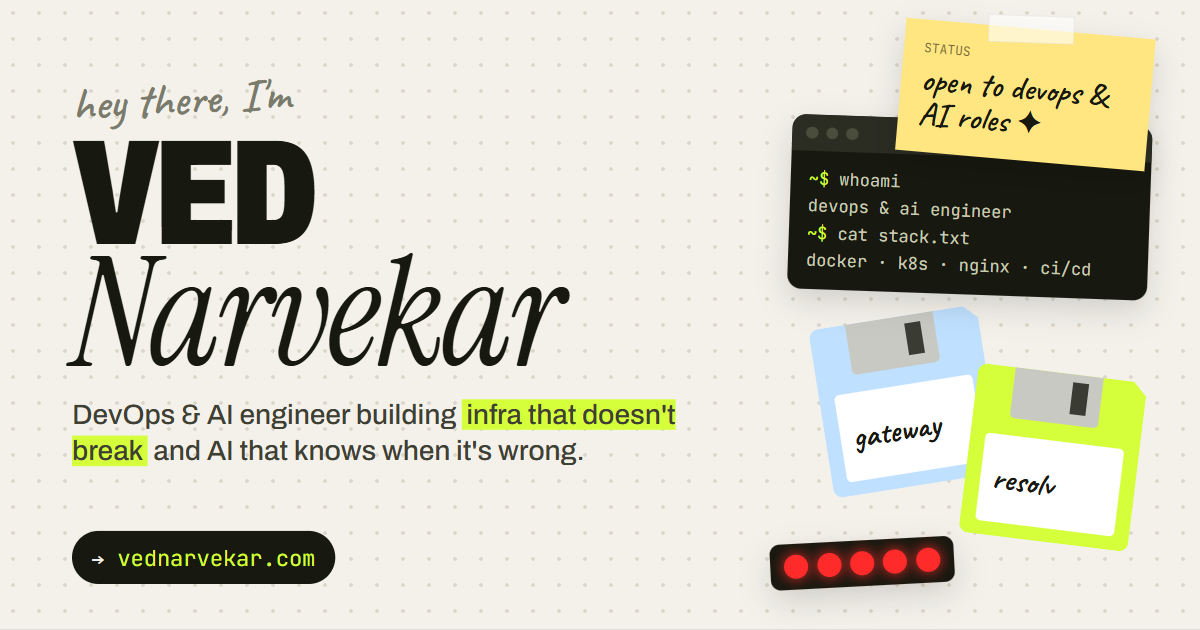 hey there, I'm
VED
Narvekar
DevOps & AI engineer building infra that doesn't
break and AI that knows when it's wrong.
→ vednarvekar.com
STATUS
open to devops &
AI roles ✦
~$ whoami
devops & ai engineer
~$ cat stack.txt
docker · k8s · nginx · ci/cd
gateway
resolv